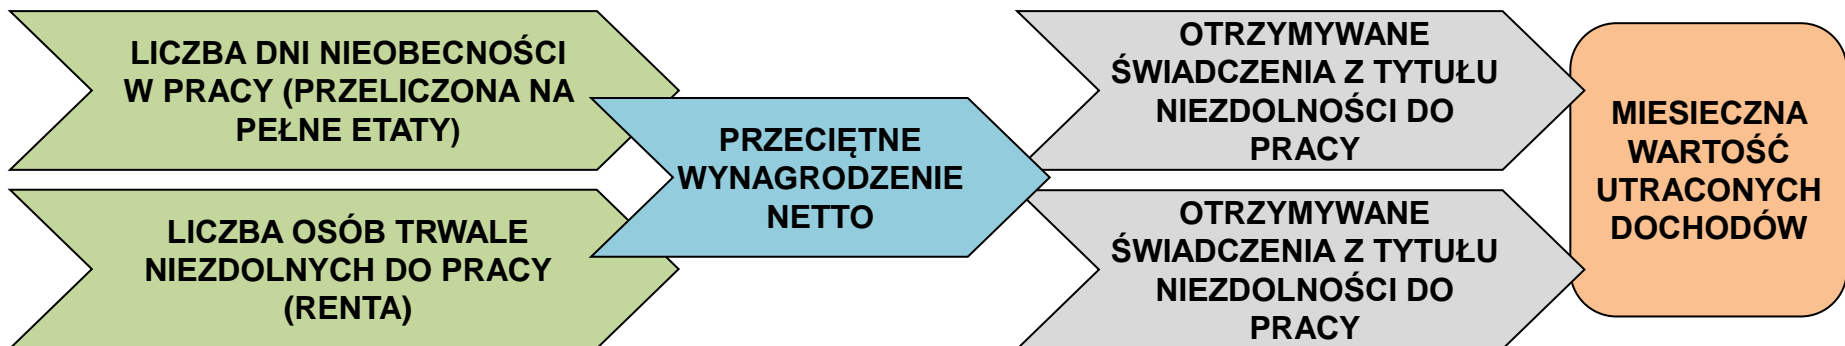 LICZBA DNI NIEOBECNOŚCI
W PRACY (PRZELICZONA NA
PEŁNE ETATY)
LICZBA OSÓB TRWALE
NIEZDOLNYCH DO PRACY
(RENTA)
PRZECIĘTNE
WYNAGRODZENIE
NETTO
OTRZYMYWANE
ŚWIADCZENIA Z TYTUŁU
NIEZDOLNOŚCI DO
PRACY
OTRZYMYWANE
ŚWIADCZENIA Z TYTUŁU
NIEZDOLNOŚCI DO
PRACY
MIESIECZNA
WARTOŚĆ
UTRACONYCH
DOCHODÓW